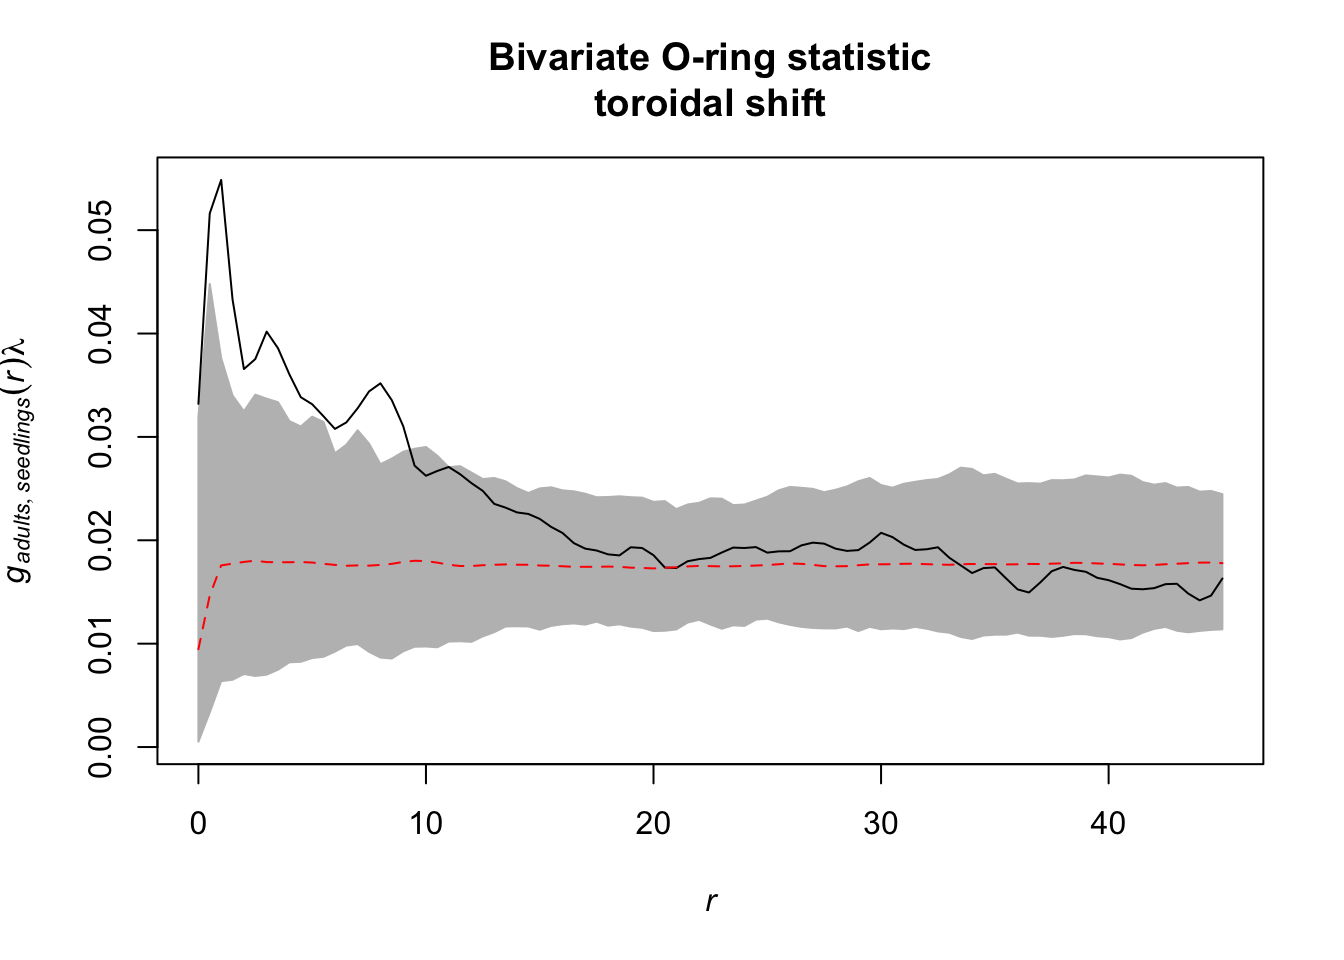 Bivariate O-ring statistic
toroidal shift
g adults, seedlings (r)λ
0.05
0.04
0.03
0.02
0.01
0.00
0 10 20 30 40
r